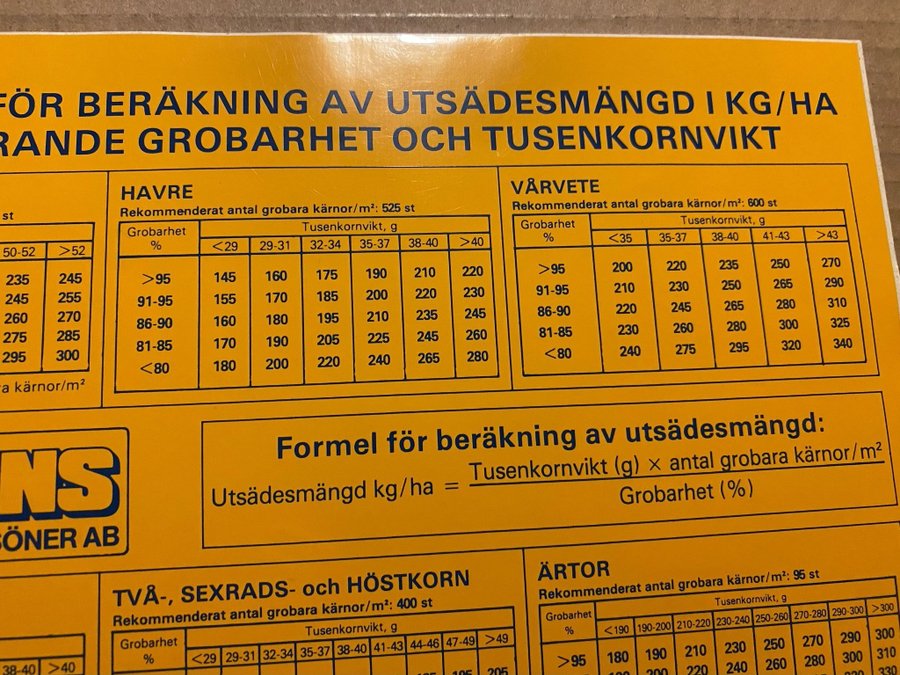 FÖR BERÄKNING AV UTSÄDESMÄNGD I KG/HA
RANDE GROBARHET OCH TUSENKORNVIKT
st
50-52 >52
235 245
245 255
260 270
275 285
295 300
ra kärnor/m²
HAVRE
Rekommenderat antal grobara kärnor/m²: 525 st
Grobarhet % Tusenkornvikt, g
<29 29-31 32-34 35-37 38-40 >40
>95 145 160 175 190 210 220
91-95 155 170 185 200 220 230
86-90 160 180 195 210 235 245
81-85 170 190 205 225 245 260
<80 180 200 220 240 265 280
VÅRVETE
Rekommenderat antal grobara kärnor/m²: 600 st
Grobarhet % Tusenkornvikt, g
<35 35-37 38-40 41-43 >43
>95 200 220 235 250 270
91-95 210 230 250 265 290
86-90 220 245 265 280 310
81-85 230 260 280 300 325
<80 240 275 295 320 340
NS
SÖNER AB
Formel för beräkning av utsädesmängd:
Utsädesmängd kg/ha = Tusenkornvikt (g) × antal grobara kärnor/m²
Grobarhet (%)
38-40 >40
TVÅ-, SEXRADS- och HÖSTKORN
Rekommenderat antal grobara kärnor/m²: 400 st
Grobarhet % Tusenkornvikt, g
<29 29-31 32-34 35-37 38-40 41-43 44-46 47-49 >49
ÄRTOR
Rekommenderat antal grobara kärnor/m²: 95 st
Grobarhet % Tusenkornvikt, g
<190 190-200 210-220 230-240 250-260 270-280 290-300 >300
>95 180 190 210 230 250 270 290 300
220 240 260 280 300 310